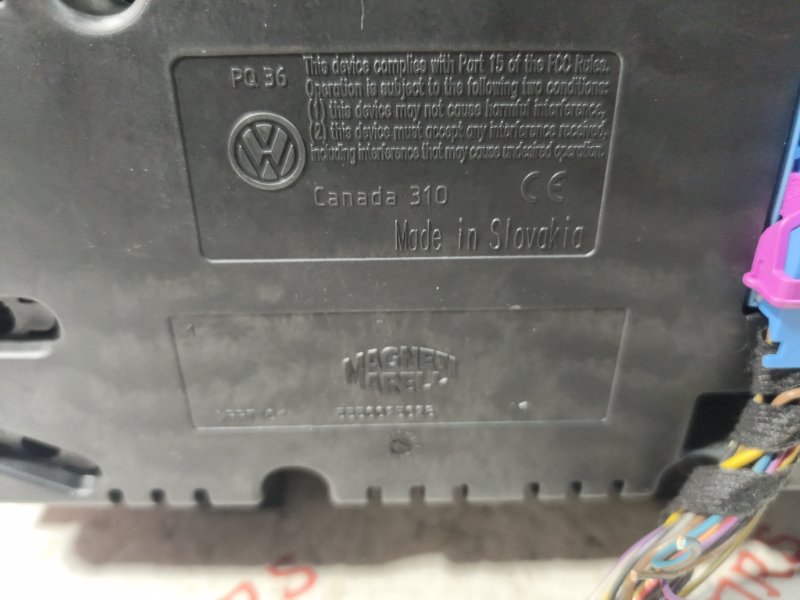 PQ 36
This device complies with Part 15 of the FCC Rules.
Operation is subject to the following two conditions:
(1) this device may not cause harmful interference,
(2) this device must accept any interference received,
including interference that may cause undesired operation.
Canada 310
CE
Made in Slovakia
MAGNETI
MARELLI